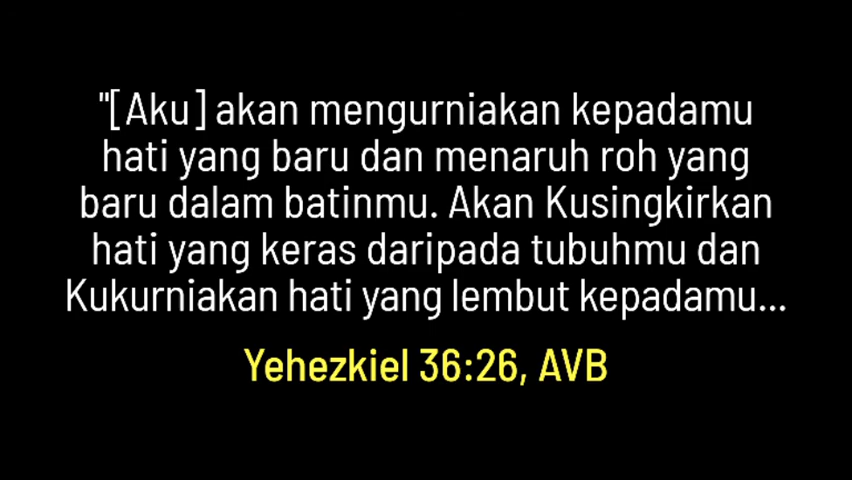 "[Aku] akan mengurniakan kepadamu
hati yang baru dan menaruh roh yang
baru dalam batinmu. Akan Kusingkirkan
hati yang keras daripada tubuhmu dan
Kukurniakan hati yang lembut kepadamu...
Yehezkiel 36:26, AVB